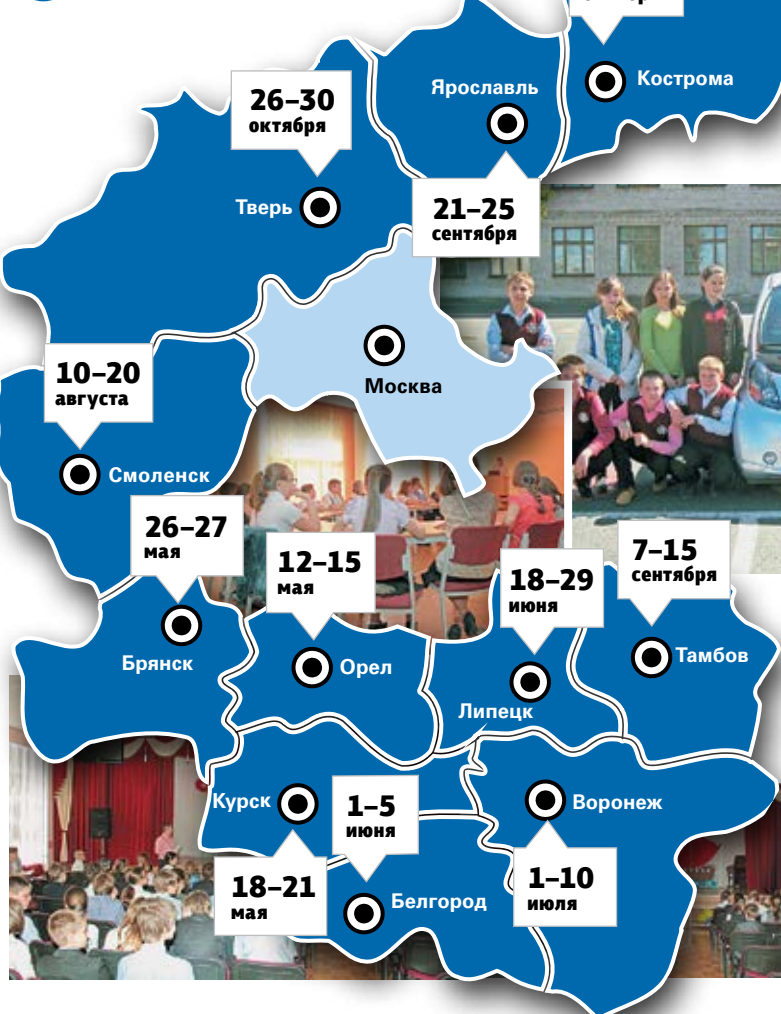 Ярославль
Кострома
26–30
октября
Тверь
21–25
сентября
Москва
10–20
августа
Смоленск
26–27
мая
12–15
мая
18–29
июня
7–15
сентября
Брянск
Орел
Липецк
Тамбов
Курск
1–5
июня
Воронеж
18–21
мая
Белгород
1–10
июля